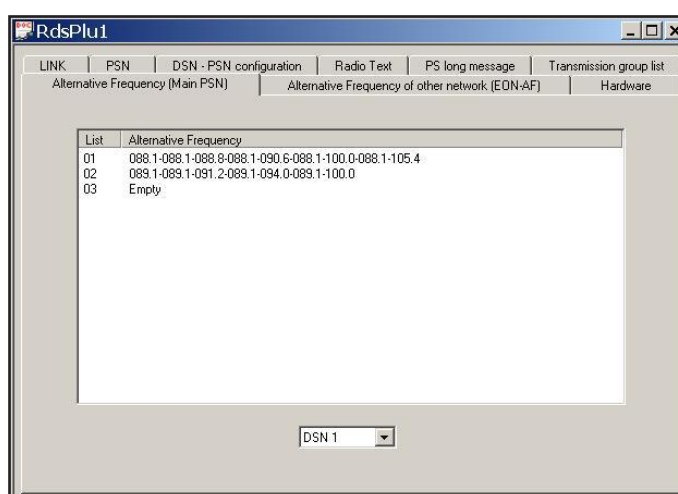 RdsPlu1
LINK PSN DSN - PSN configuration Radio Text PS long message Transmission group list
Alternative Frequency (Main PSN) Alternative Frequency of other network (EON-AF) Hardware
List Alternative Frequency
01 088.1-088.1-088.8-088.1-090.6-088.1-100.0-088.1-105.4
02 089.1-089.1-091.2-089.1-094.0-089.1-100.0
03 Empty
DSN 1